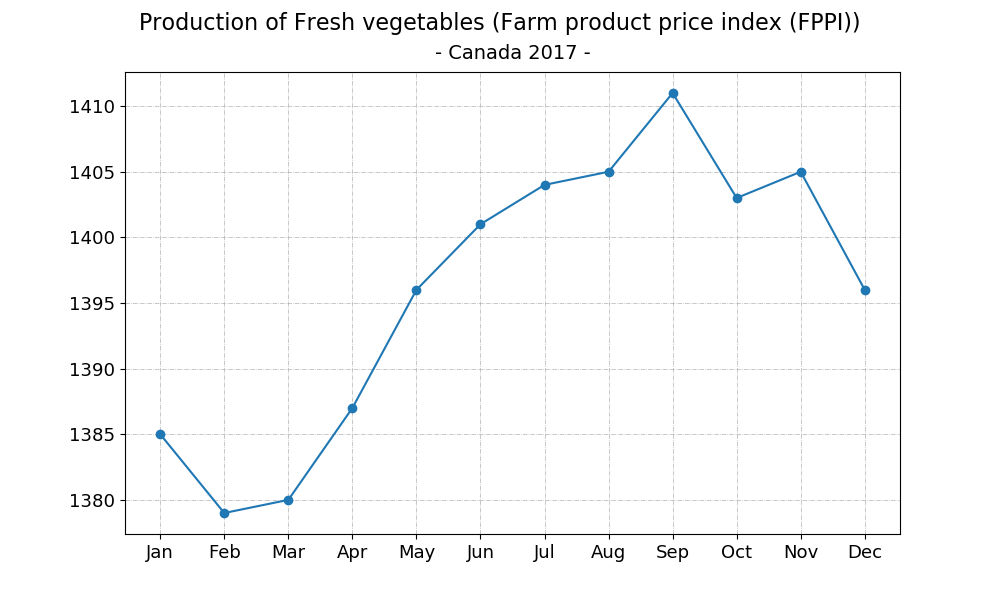 Production of Fresh vegetables (Farm product price index (FPPI))
- Canada 2017 -
1410
1405
1400
1395
1390
1385
1380
Jan Feb Mar Apr May Jun Jul Aug Sep Oct Nov Dec